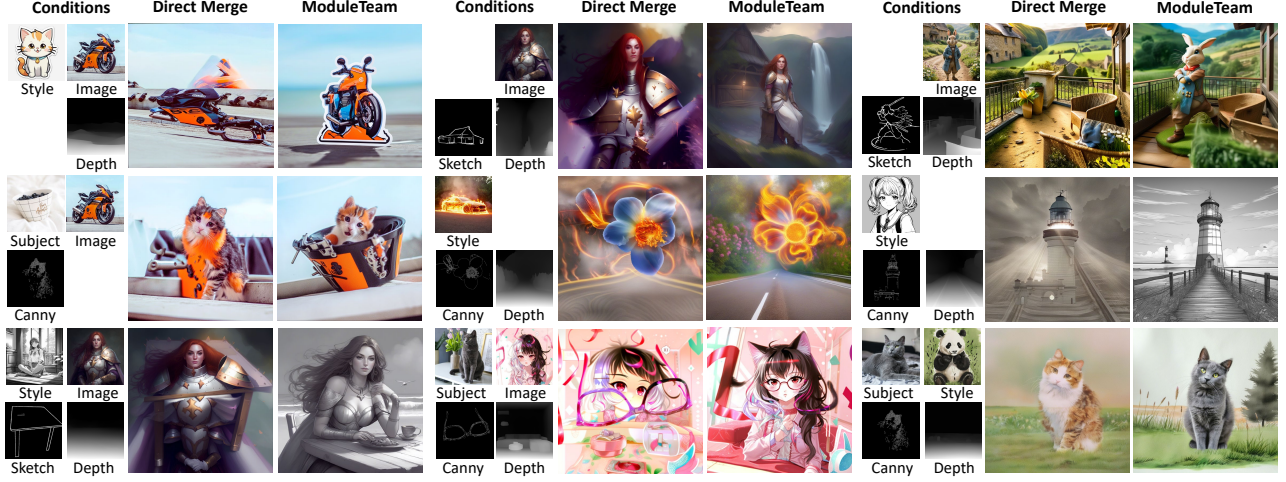 Conditions Direct Merge ModuleTeam Conditions Direct Merge ModuleTeam Conditions Direct Merge ModuleTeam
Style Image
Depth
Image
Sketch Depth
Image
Sketch Depth
Subject Image
Canny
Style
Canny Depth
Style
Canny Depth
Style Image
Sketch Depth
Subject Image
Canny Depth
Subject Style
Canny Depth